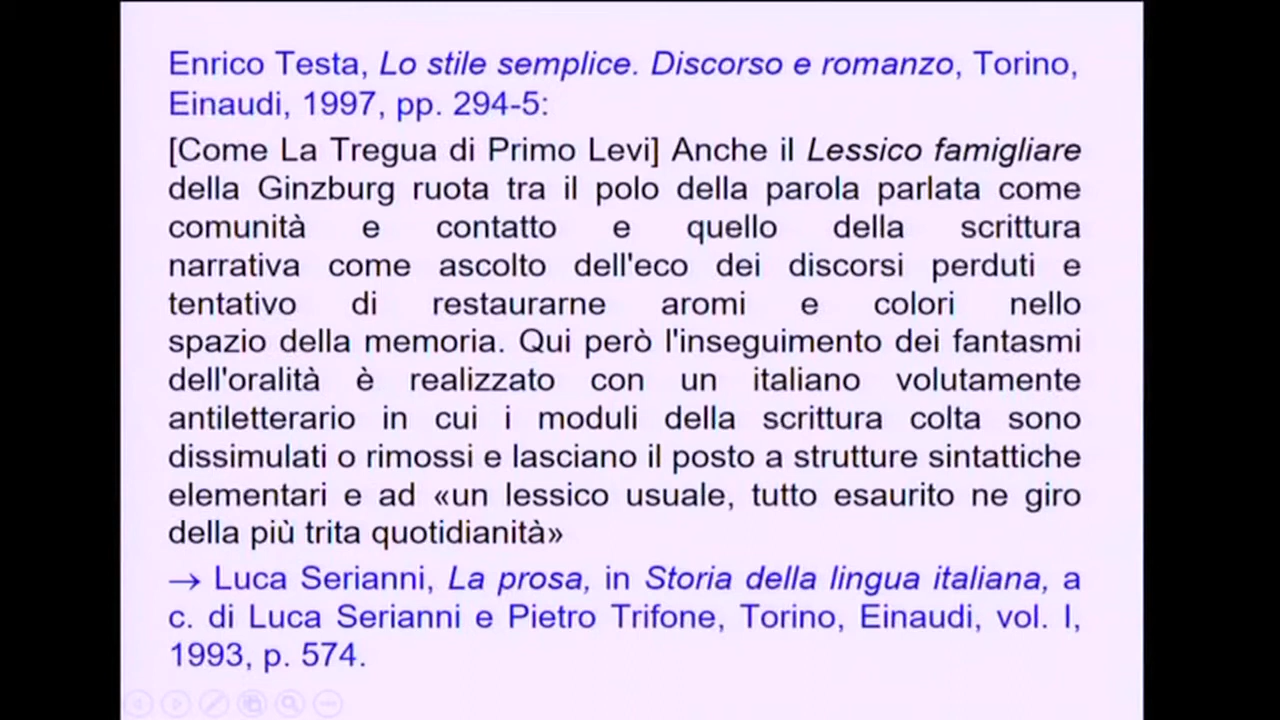 Enrico Testa, Lo stile semplice. Discorso e romanzo, Torino,
Einaudi, 1997, pp. 294-5:
[Come La Tregua di Primo Levi] Anche il Lessico famigliare
della Ginzburg ruota tra il polo della parola parlata come
comunità e contatto e quello della scrittura
narrativa come ascolto dell'eco dei discorsi perduti e
tentativo di restaurarne aromi e colori nello
spazio della memoria. Qui però l'inseguimento dei fantasmi
dell'oralità è realizzato con un italiano volutamente
antiletterario in cui i moduli della scrittura colta sono
dissimulati o rimossi e lasciano il posto a strutture sintattiche
elementari e ad «un lessico usuale, tutto esaurito ne giro
della più trita quotidianità»
→ Luca Serianni, La prosa, in Storia della lingua italiana, a
c. di Luca Serianni e Pietro Trifone, Torino, Einaudi, vol. I,
1993, p. 574.